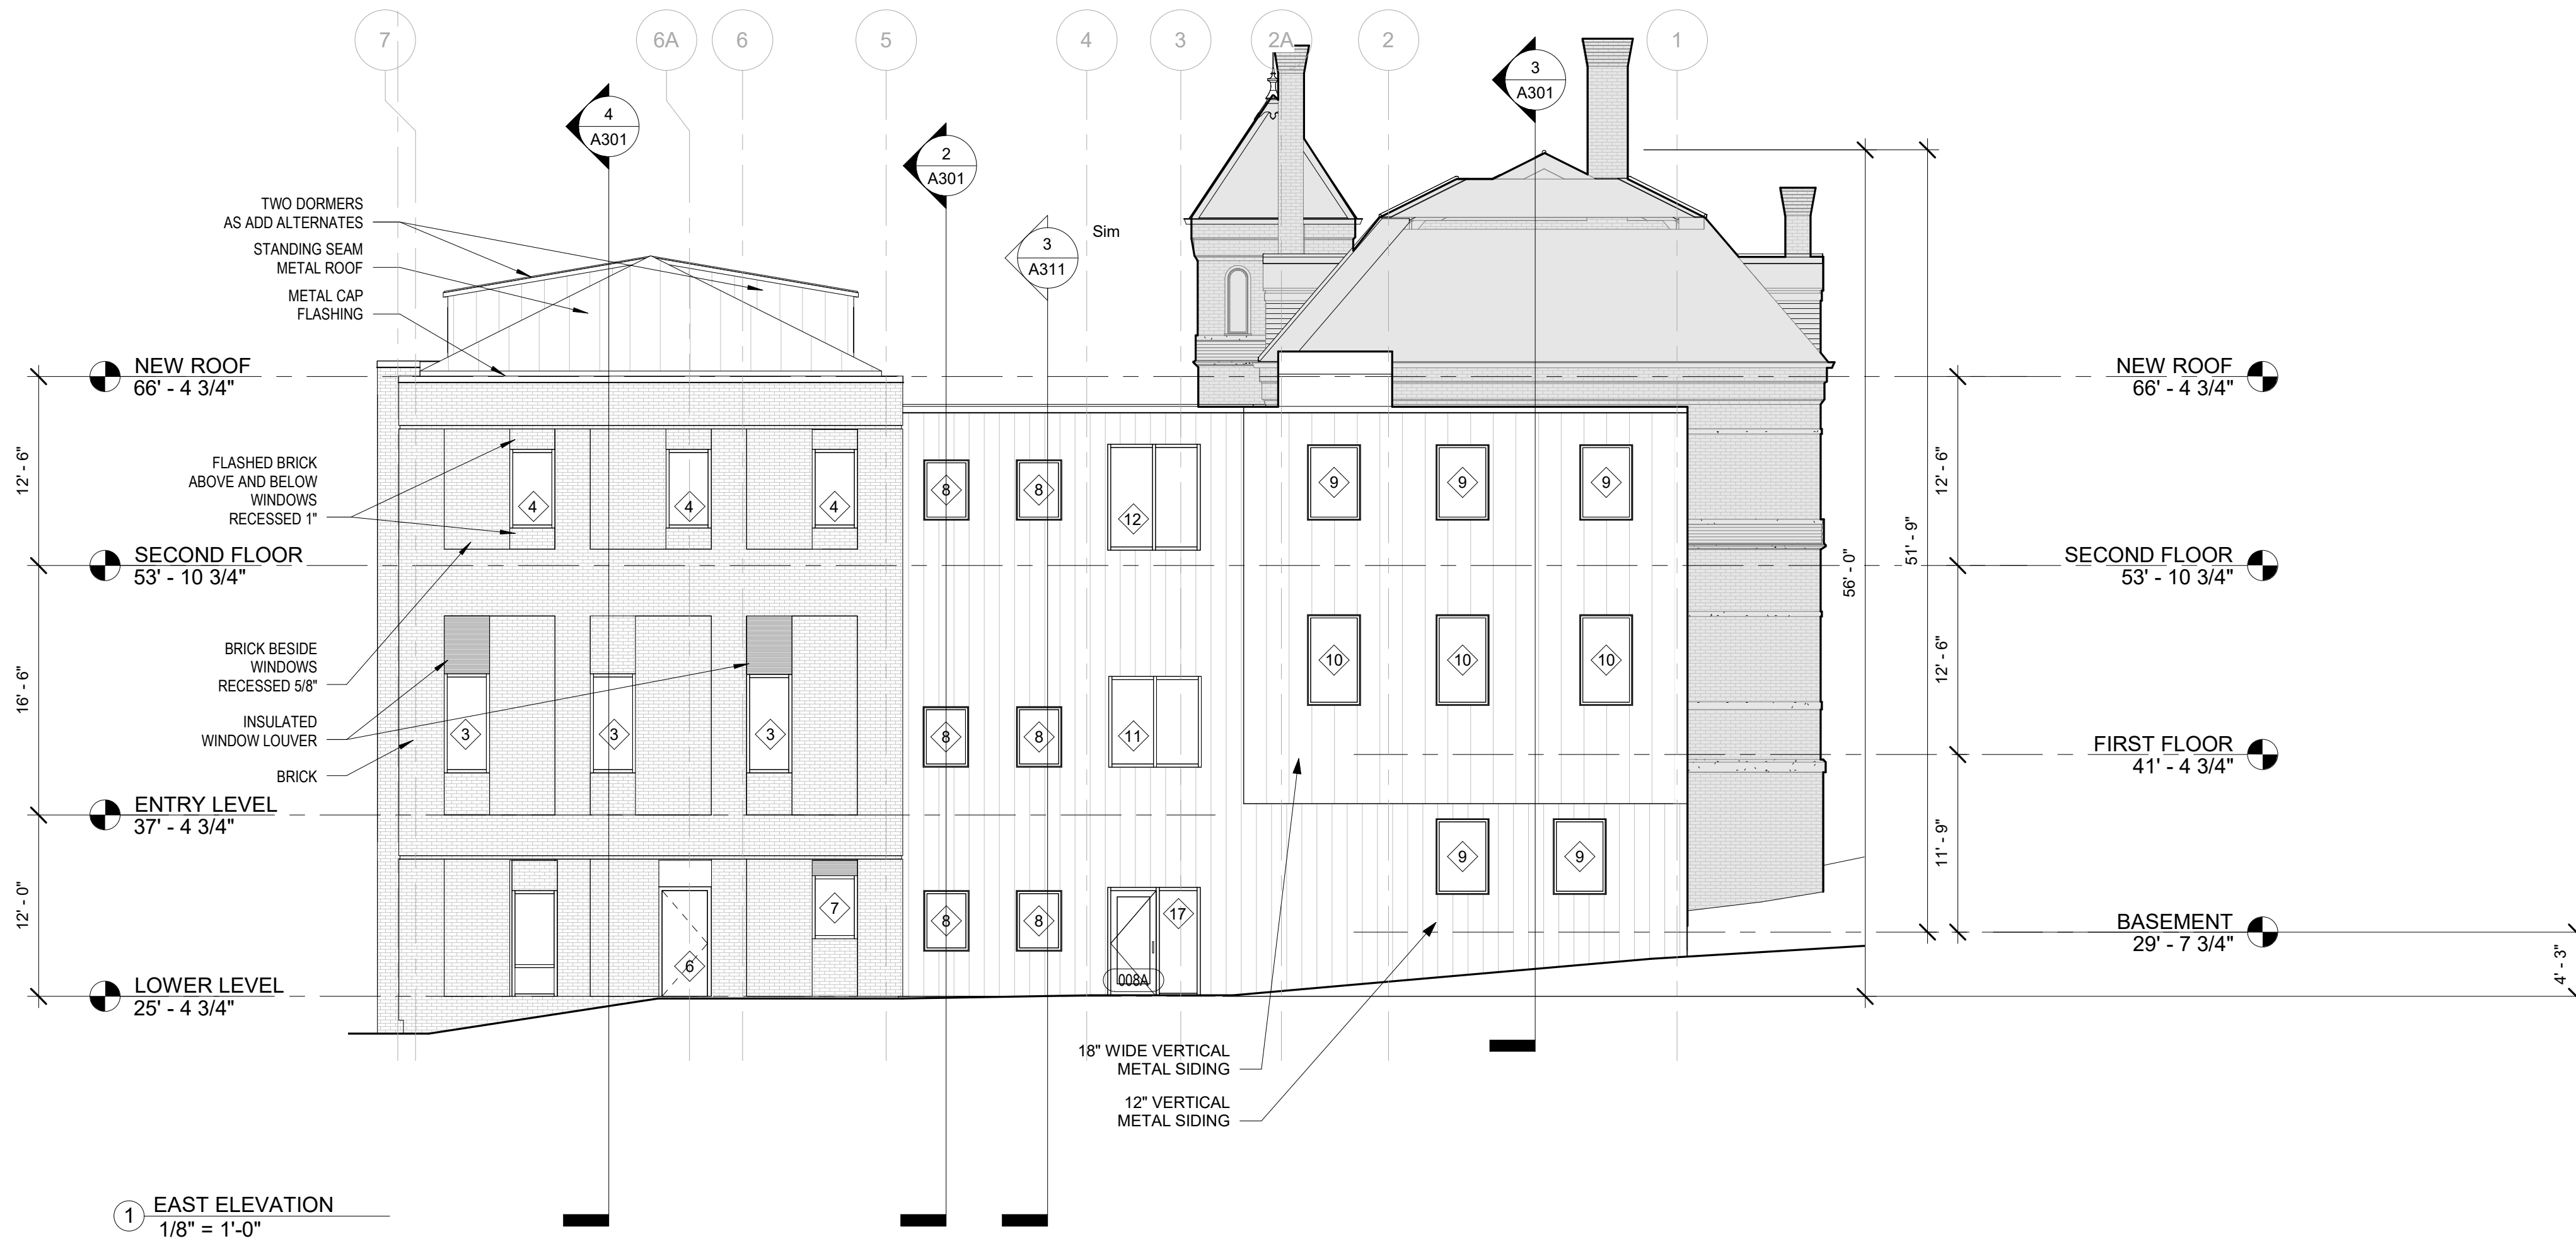 7
6A
6
5
4
3
2A
2
1
4
A301
2
A301
3
A311
Sim
3
A301
TWO DORMERS
AS ADD ALTERNATES
STANDING SEAM
METAL ROOF
METAL CAP
FLASHING
NEW ROOF
66' - 4 3/4"
NEW ROOF
66' - 4 3/4"
12' - 6"
FLASHED BRICK
ABOVE AND BELOW
WINDOWS
RECESSED 1"
4
4
4
8
8
12
9
9
9
12' - 6"
51' - 9"
56' - 0"
SECOND FLOOR
53' - 10 3/4"
SECOND FLOOR
53' - 10 3/4"
16' - 6"
BRICK BESIDE
WINDOWS
RECESSED 5/8"
INSULATED
WINDOW LOUVER
BRICK
3
3
3
8
8
11
10
10
10
12' - 6"
FIRST FLOOR
41' - 4 3/4"
ENTRY LEVEL
37' - 4 3/4"
12' - 0"
6
7
8
8
17
008A
9
9
11' - 9"
BASEMENT
29' - 7 3/4"
4' - 3"
LOWER LEVEL
25' - 4 3/4"
18" WIDE VERTICAL
METAL SIDING
12" VERTICAL
METAL SIDING
1
EAST ELEVATION
1/8" = 1'-0"